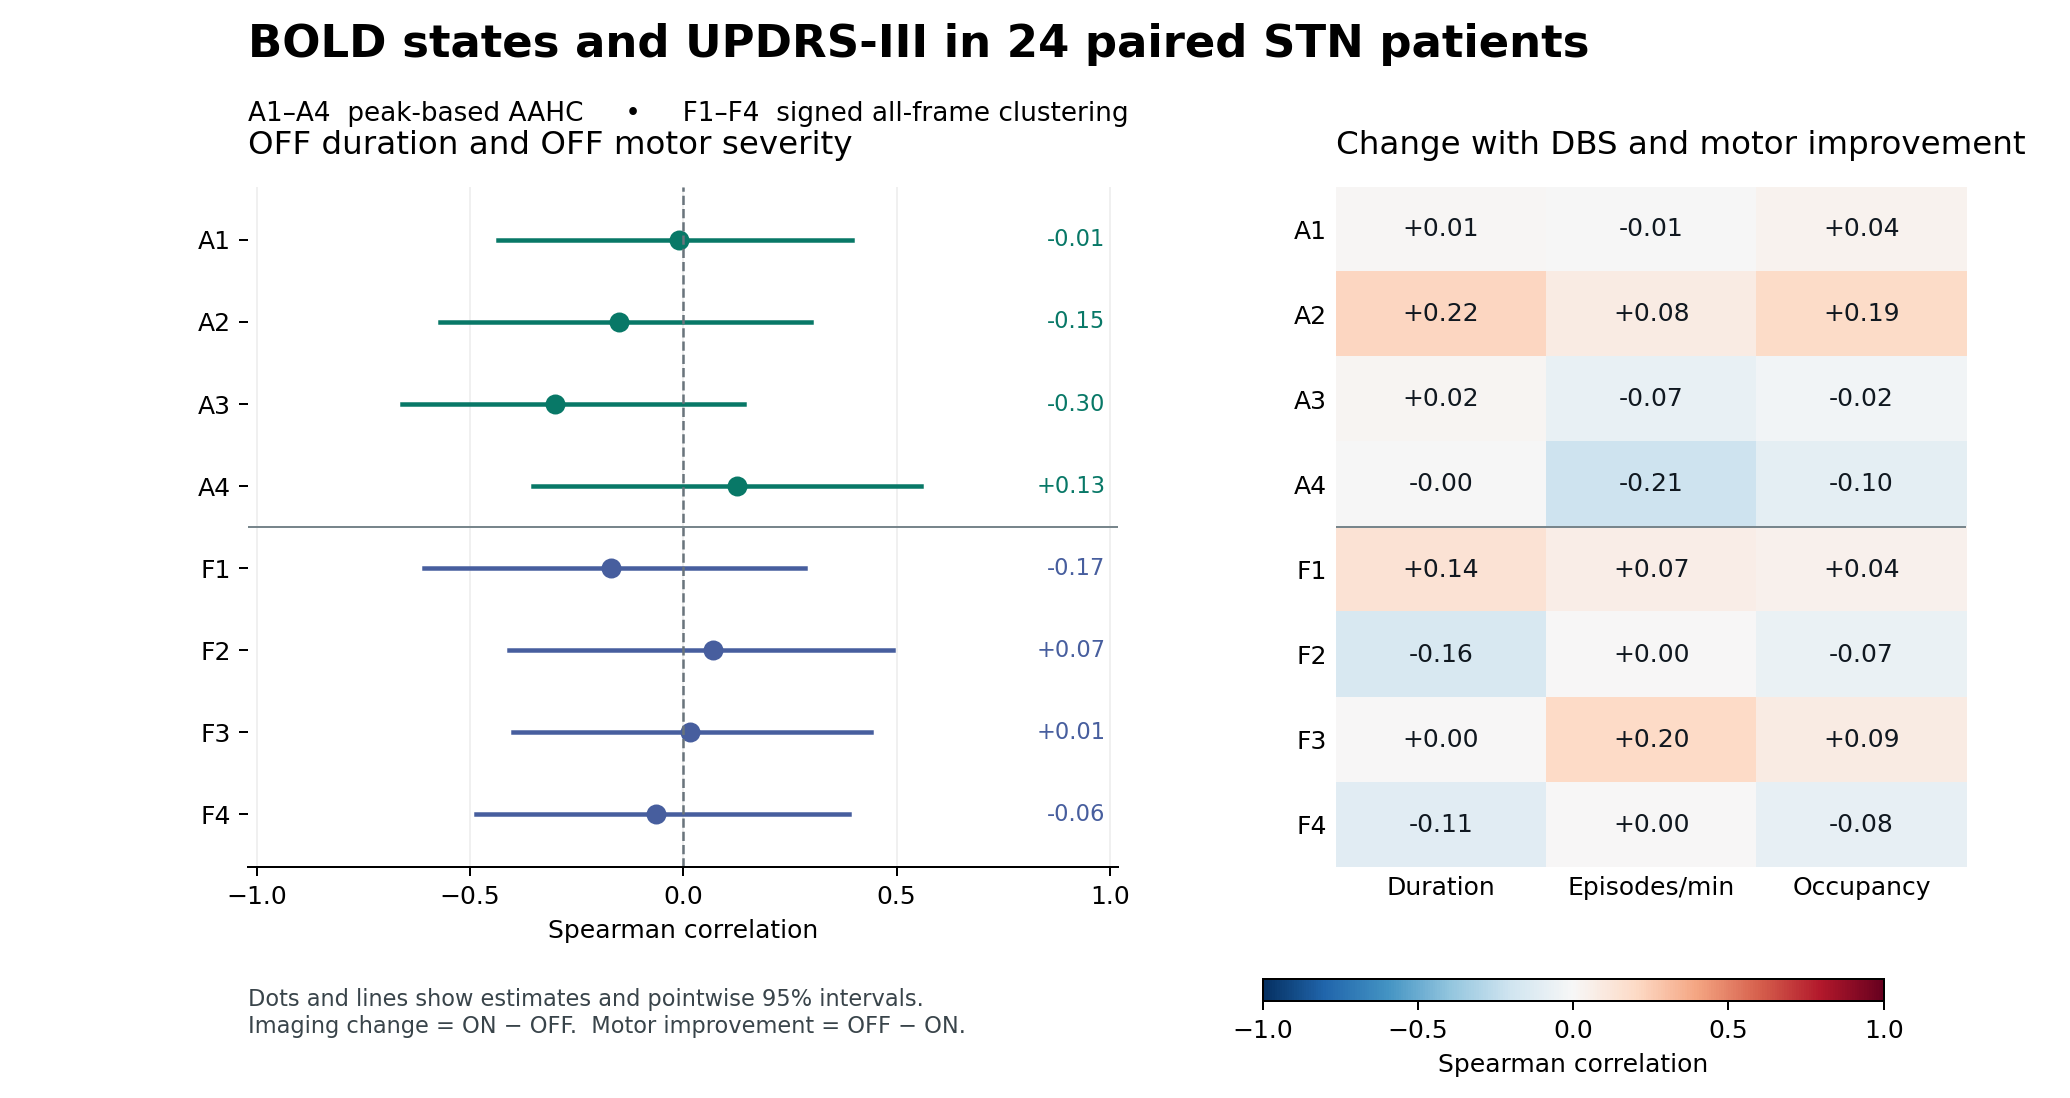 BOLD states and UPDRS-III in 24 paired STN patients
A1–A4  peak-based AAHC  •  F1–F4  signed all-frame clustering
OFF duration and OFF motor severity
A1 -0.01
A2 -0.15
A3 -0.30
A4 +0.13
F1 -0.17
F2 +0.07
F3 +0.01
F4 -0.06
−1.0 −0.5 0.0 0.5 1.0
Spearman correlation
Dots and lines show estimates and pointwise 95% intervals.
Imaging change = ON − OFF.  Motor improvement = OFF − ON.
Change with DBS and motor improvement
A1 +0.01 -0.01 +0.04
A2 +0.22 +0.08 +0.19
A3 +0.02 -0.07 -0.02
A4 -0.00 -0.21 -0.10
F1 +0.14 +0.07 +0.04
F2 -0.16 +0.00 -0.07
F3 +0.00 +0.20 +0.09
F4 -0.11 +0.00 -0.08
Duration Episodes/min Occupancy
−1.0 −0.5 0.0 0.5 1.0
Spearman correlation